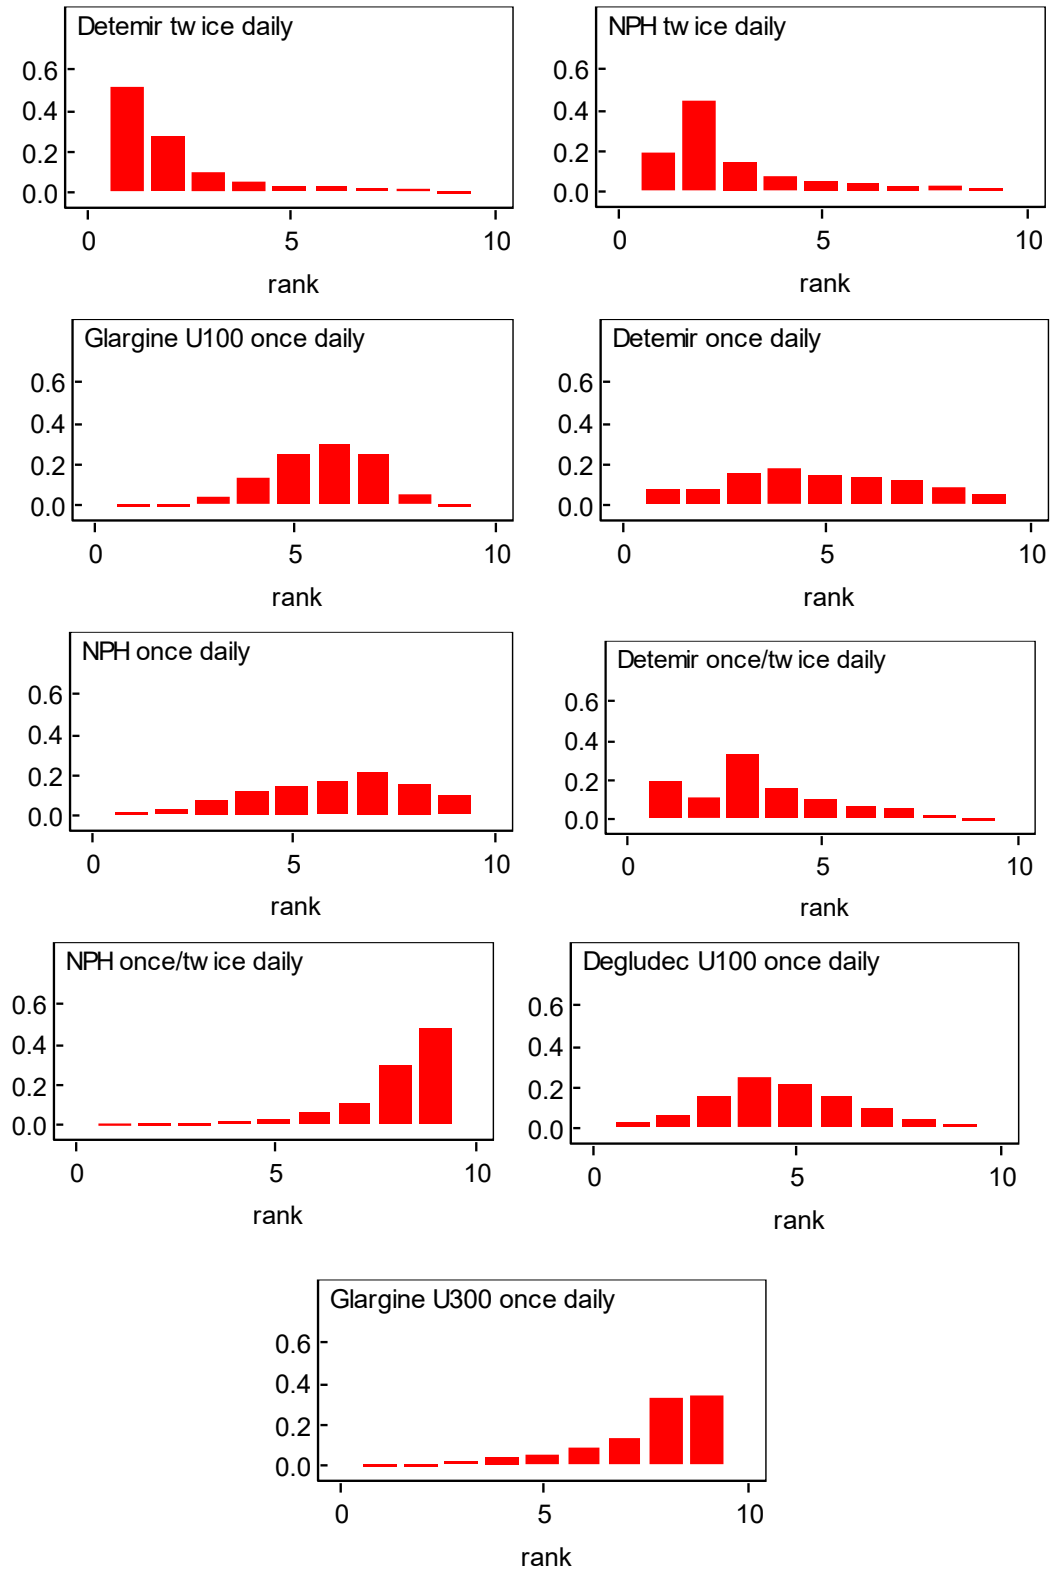 Detemir twice daily
0.6
0.4
0.2
0.0
0 5 10
rank
NPH twice daily
0.6
0.4
0.2
0.0
0 5 10
rank
Glargine U100 once daily
0.6
0.4
0.2
0.0
0 5 10
rank
Detemir once daily
0.6
0.4
0.2
0.0
0 5 10
rank
NPH once daily
0.6
0.4
0.2
0.0
0 5 10
rank
Detemir once/twice daily
0.6
0.4
0.2
0.0
0 5 10
rank
NPH once/twice daily
0.6
0.4
0.2
0.0
0 5 10
rank
Degludec U100 once daily
0.6
0.4
0.2
0.0
0 5 10
rank
Glargine U300 once daily
0.6
0.4
0.2
0.0
0 5 10
rank